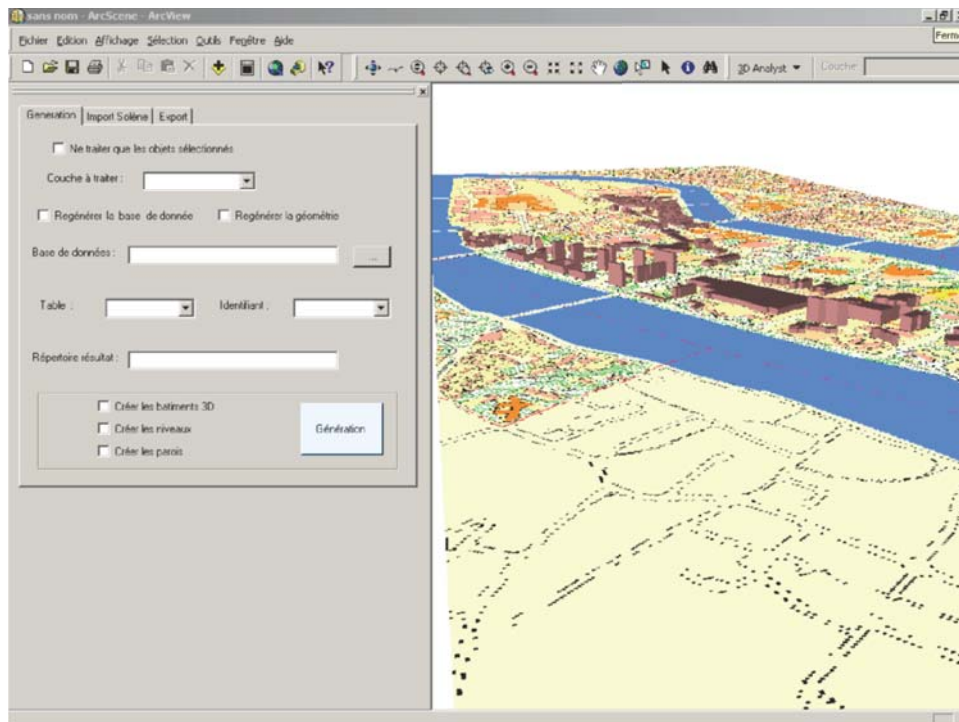 sans nom - ArcScene - ArcView
Fichier Edition Affichage Sélection Outils Fenêtre Aide
Ferme
3D Analyst Couche
Generation Import Solène Export
Ne traiter que les objets sélectionnés
Couche à traiter :
Regénérer la base de donnée Regénérer la géométrie
Base de données : ...
Table : Identifiant :
Répertoire résultat :
Créer les batiments 3D
Créer les niveaux
Génération
Créer les parois